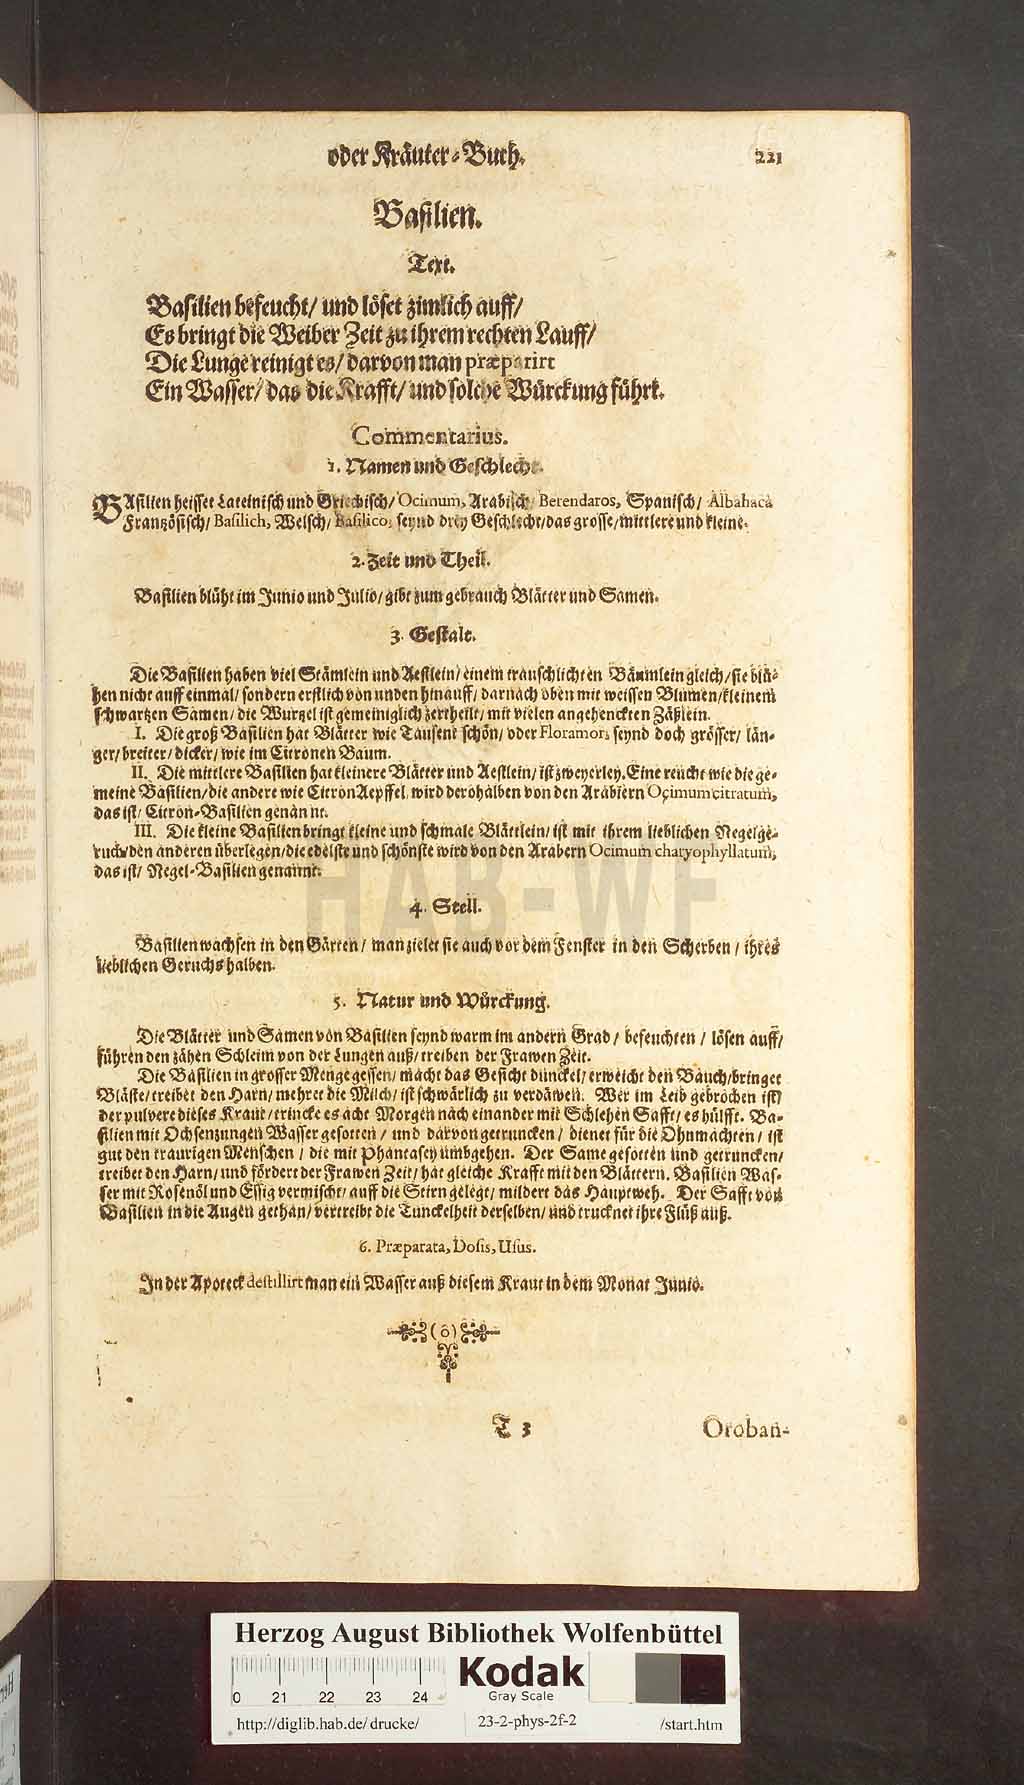 oder Kräuter-Buch. 221
Basilien.
Text.
Basilien befeucht/ und löset zimlich auff/
Es bringt die Weiber Zeit zu ihrem rechten Lauff/
Die Lunge reinigt es/ darvon man præparirt
Ein Wasser/ das die Krafft/ und solche Würckung führt.
Commentarius.
1. Namen und Geschlecht.
BAsilien heisset Lateinisch und Griechisch/ Ocimum, Arabisch/ Berendaros, Spanisch/ Albahaca
Frantzösisch/ Basilich, Welsch/ Basilico, seynd drey Geschlecht/ das grosse/ mittlere und kleine.
2. Zeit und Theil.
Basilien blüht im Junio und Julio/ gibt zum gebrauch Blätter und Samen.
3. Gestalt.
Die Basilien haben viel Stämlein und Aestlein/ einem trauschlichten Bäumlein gleich/ sie blü-
hen nicht auff einmal/ sondern erstlich von unden hinauff/ darnach oben mit weissen Blumen/ kleinem
schwartzen Samen/ die Wurtzel ist gemeiniglich zertheilt/ mit vielen angehenckten Zäßlein.
I. Die groß Basilien hat Blätter wie Tausent schön/ oder Floramor, seynd doch grösser/ län-
ger/ breiter/ dicker/ wie im Citronen Baum.
II. Die mittlere Basilien hat kleinere Blätter und Aestlein/ ist zweyerley. Eine reucht wie die ge-
meine Basilien/ die andere wie Citron Aepffel, wird derohalben von den Arabiern Ocimum citratum,
das ist/ Citron-Basilien genannt.
III. Die kleine Basilien bringt kleine und schmale Blättlein/ ist mit ihrem lieblichen Negelge-
ruch/ den anderen überlegen/ die edelste und schönste wird von den Arabern Ocimum charyophyllatum,
das ist/ Negel-Basilien genannt.
4. Stell.
Basilien wachsen in den Gärten/ man zielet sie auch vor dem Fenster in den Scherben/ ihres
lieblichen Geruchs halben.
5. Natur und Würckung.
Die Blätter und Samen von Basilien seynd warm im andern Grad/ befeuchten/ lösen auff/
führen den zähen Schleim von der Lungen auß/ treiben der Frawen Zeit.
Die Basilien in grosser Menge gessen/ macht das Gesicht dunckel/ erweicht den Bauch/ bringet
Bläste/ treibet den Harn/ mehret die Milch/ ist schwärlich zu verdäwen. Wer im Leib gebrochen ist/
der pulvere dieses Kraut/ trincke es acht Morgen nach einander mit Schlehen Safft/ es hülfft. Ba-
silien mit Ochsenzungen Wasser gesotten/ und darvon getruncken/ dienet für die Ohnmachten/ ist
gut den traurigen Menschen/ die mit Phantasey umbgehen. Der Same gesotten und getruncken/
treibet den Harn/ und fördert der Frawen Zeit/ hat gleiche Krafft mit den Blättern. Basilien Was-
ser mit Rosenöl und Essig vermischt/ auff die Stirn gelegt/ mildert das Hauptweh. Der Safft von
Basilien in die Augen gethan/ vertreibt die Tunckelheit derselben/ und trucknet ihre Flüß auß.
6. Præparata, Dosis, Usus.
In der Apoteck destillirt man ein Wasser auß diesem Kraut in dem Monat Junio.
(o)
T 3 Oroban-
HAB-WF
Herzog August Bibliothek Wolfenbüttel
Kodak
Gray Scale
0 21 22 23 24
http://diglib.hab.de/drucke/ 23-2-phys-2f-2 /start.htm